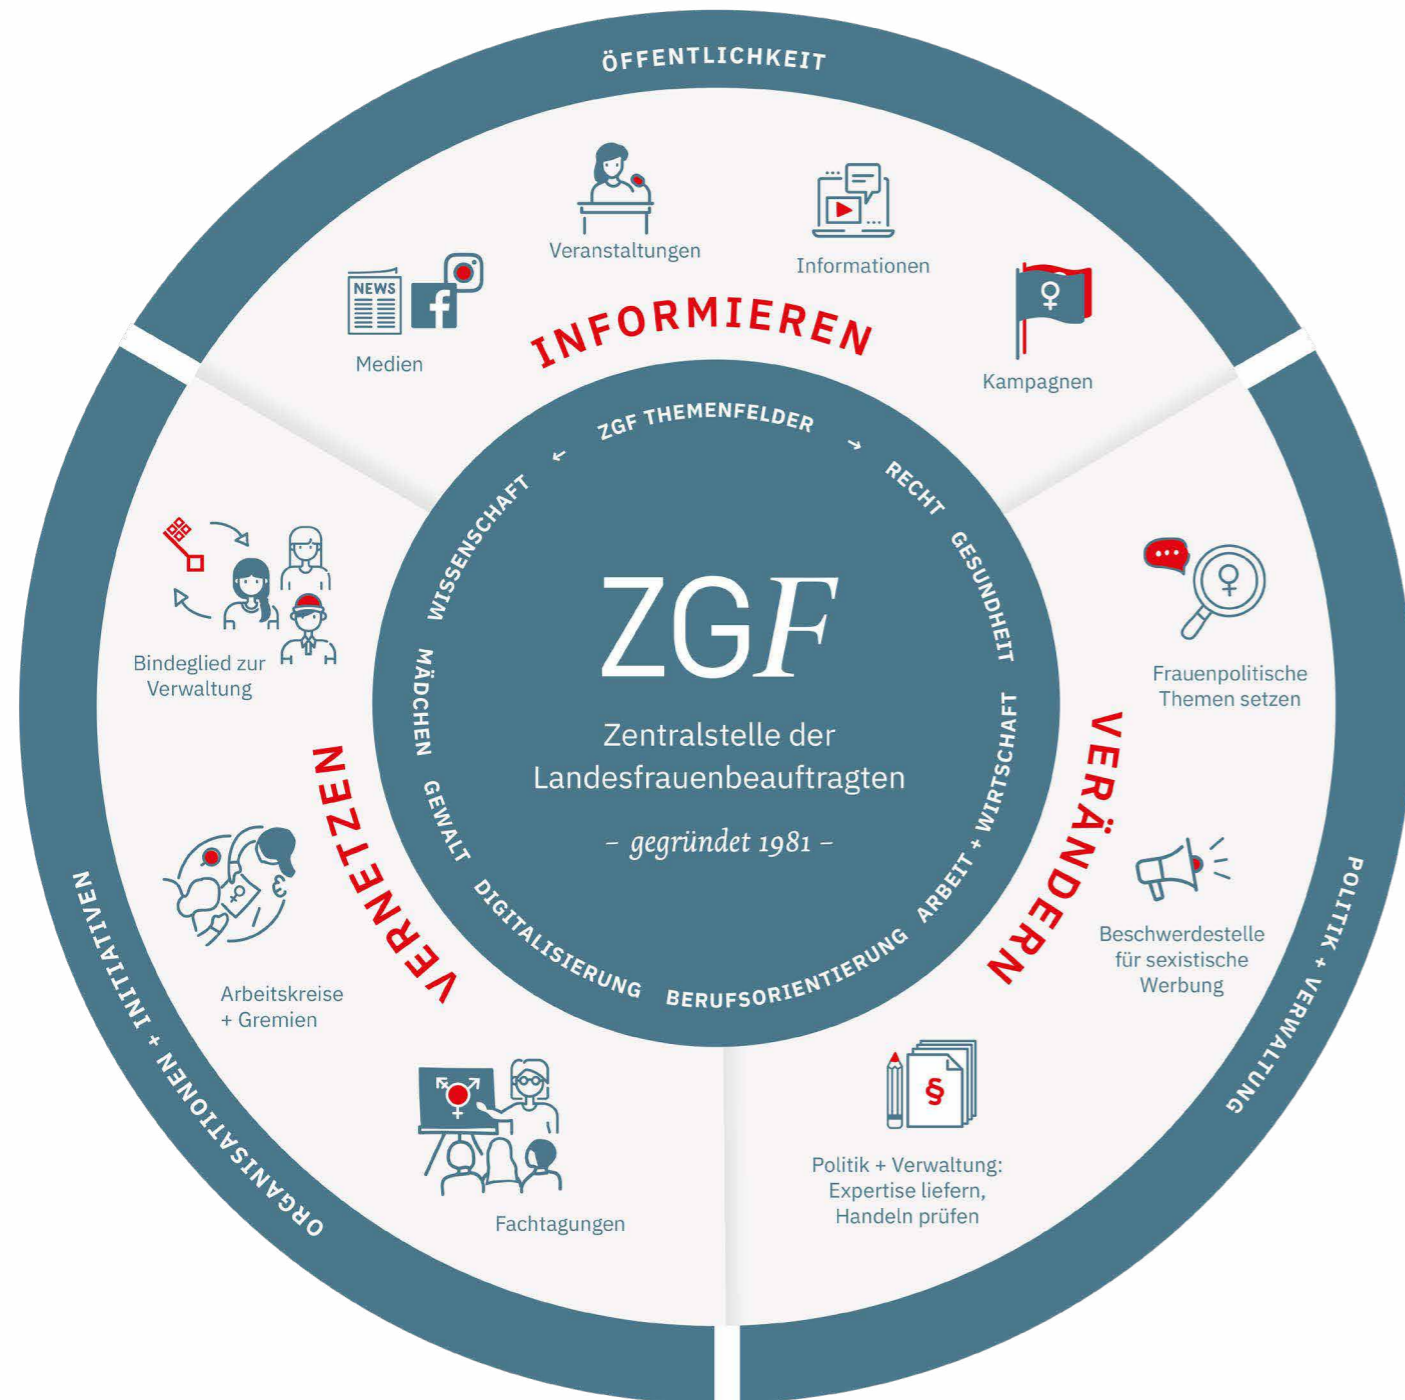 ÖFFENTLICHKEIT
Veranstaltungen
Informationen
NEWS
Medien
Kampagnen
INFORMIEREN
ZGF THEMENFELDER
← →
RECHT
GESUNDHEIT
ARBEIT + WIRTSCHAFT
BERUFSORIENTIERUNG
DIGITALISIERUNG
GEWALT
MÄDCHEN
WISSENSCHAFT
ZGF
Zentralstelle der
Landesfrauenbeauftragten
– gegründet 1981 –
VERÄNDERN
Frauenpolitische
Themen setzen
Beschwerdestelle
für sexistische
Werbung
§
Politik + Verwaltung:
Expertise liefern,
Handeln prüfen
POLITIK + VERWALTUNG
VERNETZEN
Bindeglied zur
Verwaltung
€
Arbeitskreise
+ Gremien
Fachtagungen
ORGANISATIONEN + INITIATIVEN